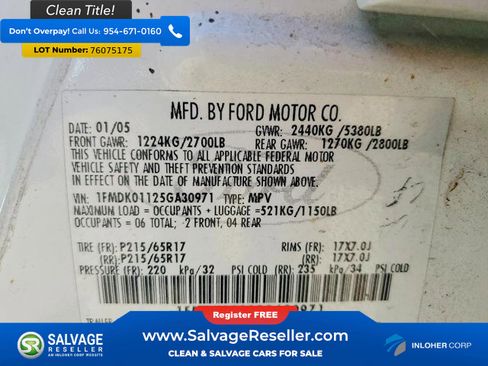 Clean Title!
Don't Overpay! Call Us: 954-671-0160
LOT Number: 76075175
MFD. BY FORD MOTOR CO.
DATE: 01/05 GVWR: 2440KG/5380LB
FRONT GAWR: 1224KG/2700LB REAR GAWR: 1270KG/2800LB
THIS VEHICLE CONFORMS TO ALL APPLICABLE FEDERAL MOTOR
VEHICLE SAFETY AND THEFT PREVENTION STANDARDS
IN EFFECT ON THE DATE OF MANUFACTURE SHOWN ABOVE.
VIN: 1FMDK01125GA30971 TYPE: MPV
MAXIMUM LOAD = OCCUPANTS + LUGGAGE =521KG/1150LB
OCCUPANTS = 06 TOTAL; -2 FRONT, 04 REAR
TIRE (FR): P215/65R17 RIMS (FR): 17X7.0J
(RR): P215/65R17 (RR): 17X7.0J
PRESSURE (FR): 220 kPa/32 PSI COLD (RR): 235 kPa/34 PSI COLD
Register FREE!
www.SalvageReseller.com
CLEAN & SALVAGE CARS FOR SALE
SALVAGE
RESELLER
AN INLOHER CORP WEBSITE
INLOHER CORP